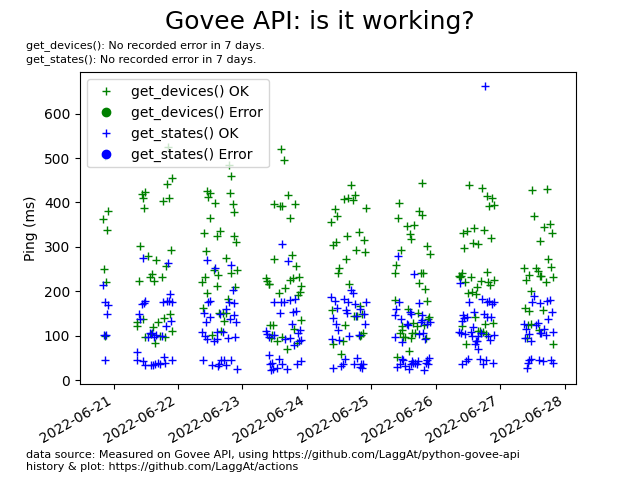 Govee API: is it working?
get_devices(): No recorded error in 7 days.
get_states(): No recorded error in 7 days.
get_devices() OK
get_devices() Error
get_states() OK
get_states() Error
Ping (ms)
600
500
400
300
200
100
0
2022-06-21
2022-06-22
2022-06-23
2022-06-24
2022-06-25
2022-06-26
2022-06-27
2022-06-28
data source: Measured on Govee API, using https://github.com/LaggAt/python-govee-api
history & plot: https://github.com/LaggAt/actions